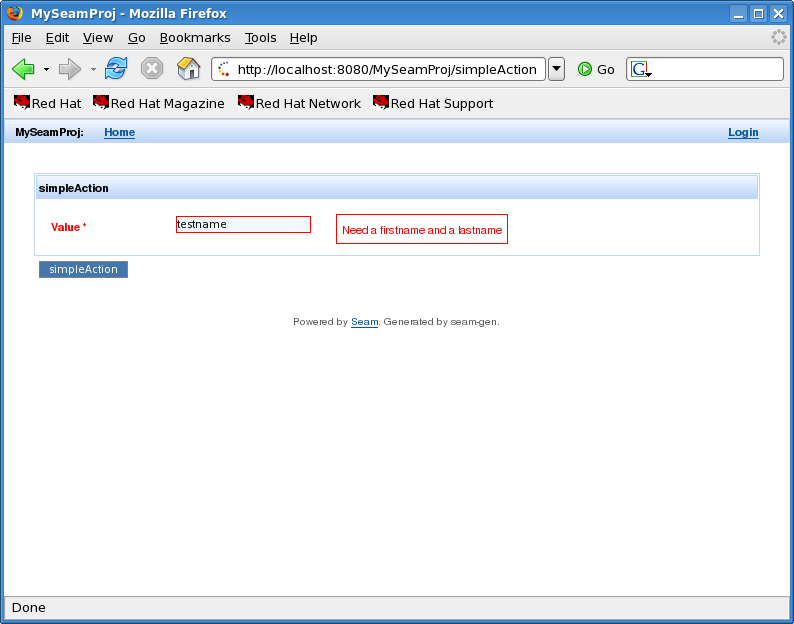 MySeamProj - Mozilla Firefox
File Edit View Go Bookmarks Tools Help
http://localhost:8080/MySeamProj/simpleAction Go G
Red Hat Red Hat Magazine Red Hat Network Red Hat Support
MySeamProj: Home Login
simpleAction
Value * testname Need a firstname and a lastname
simpleAction
Powered by Seam. Generated by seam-gen.
Done